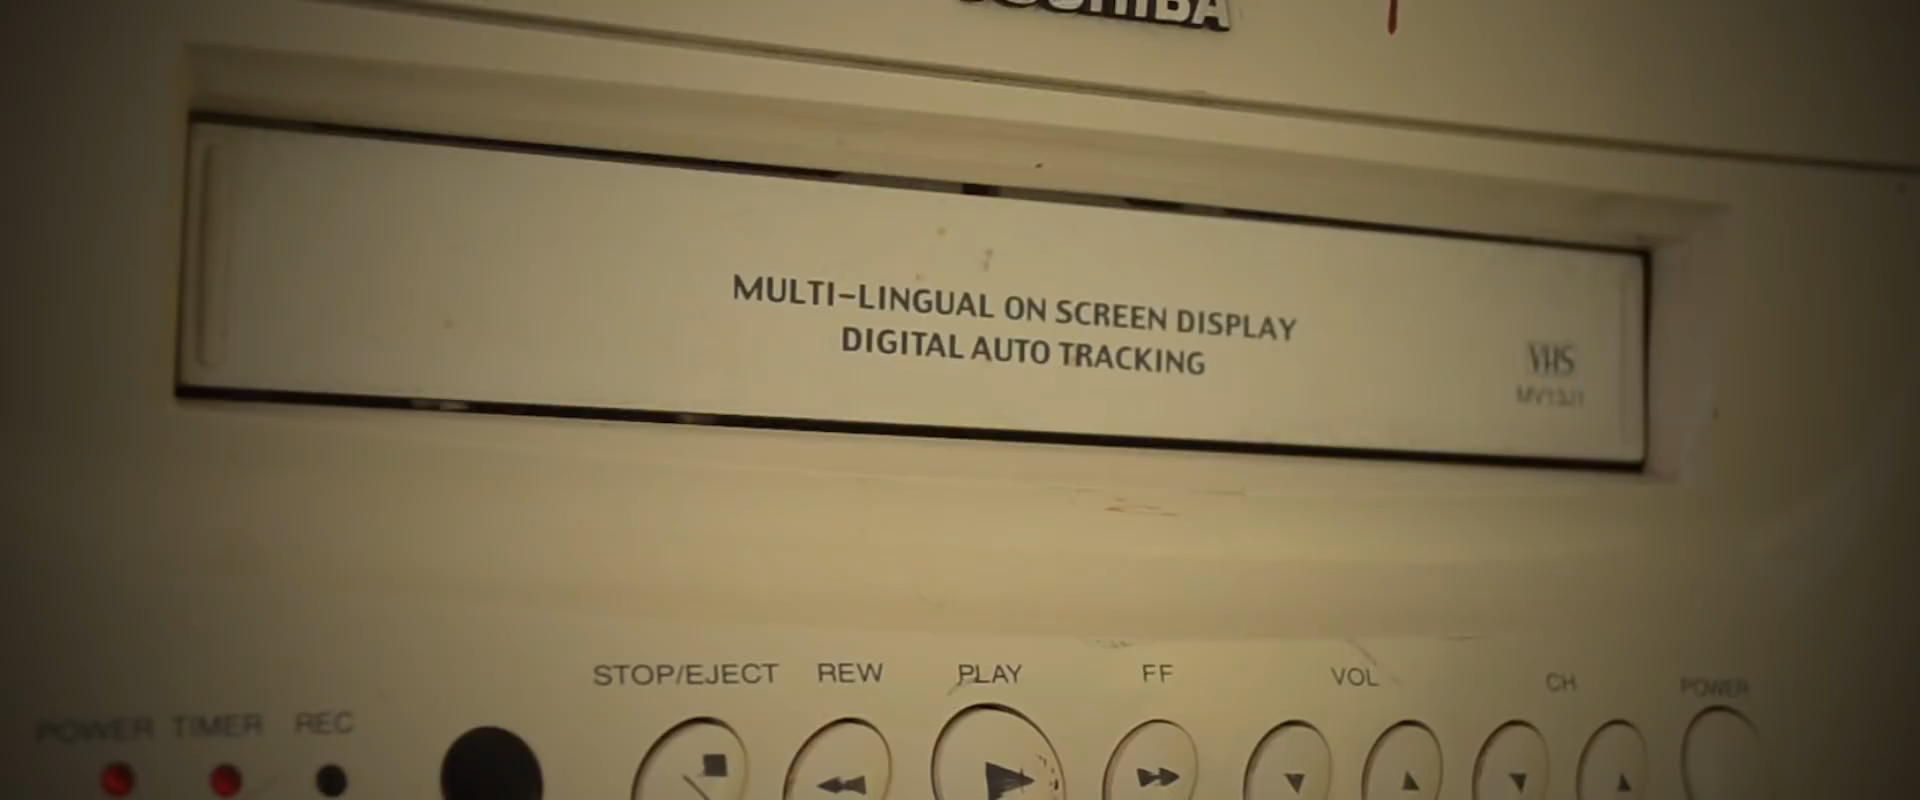 TOSHIBA
MULTI-LINGUAL ON SCREEN DISPLAY
DIGITAL AUTO TRACKING
VHS
STOP/EJECT REW PLAY FF VOL CH POWER
POWER TIMER REC